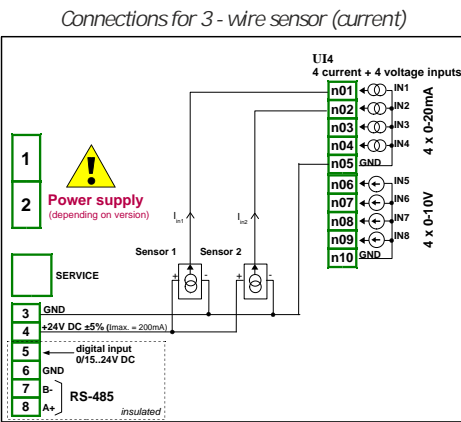 Connections for 3 - wire sensor (current)
UI4
4 current + 4 voltage inputs
n01 IN1
n02 IN2
n03 IN3
n04 IN4
n05 GND
4 x 0-20mA
n06 IN5
n07 IN6
n08 IN7
n09 IN8
n10 GND
4 x 0-10V
1
2
Power supply
(depending on version)
Iin1
Iin2
Sensor 1 Sensor 2
+ - + -
SERVICE
3 GND
4 +24V DC ±5% (Imax. = 200mA)
5 digital input
0/15..24V DC
6 GND
7 B-
8 A+
RS-485
insulated